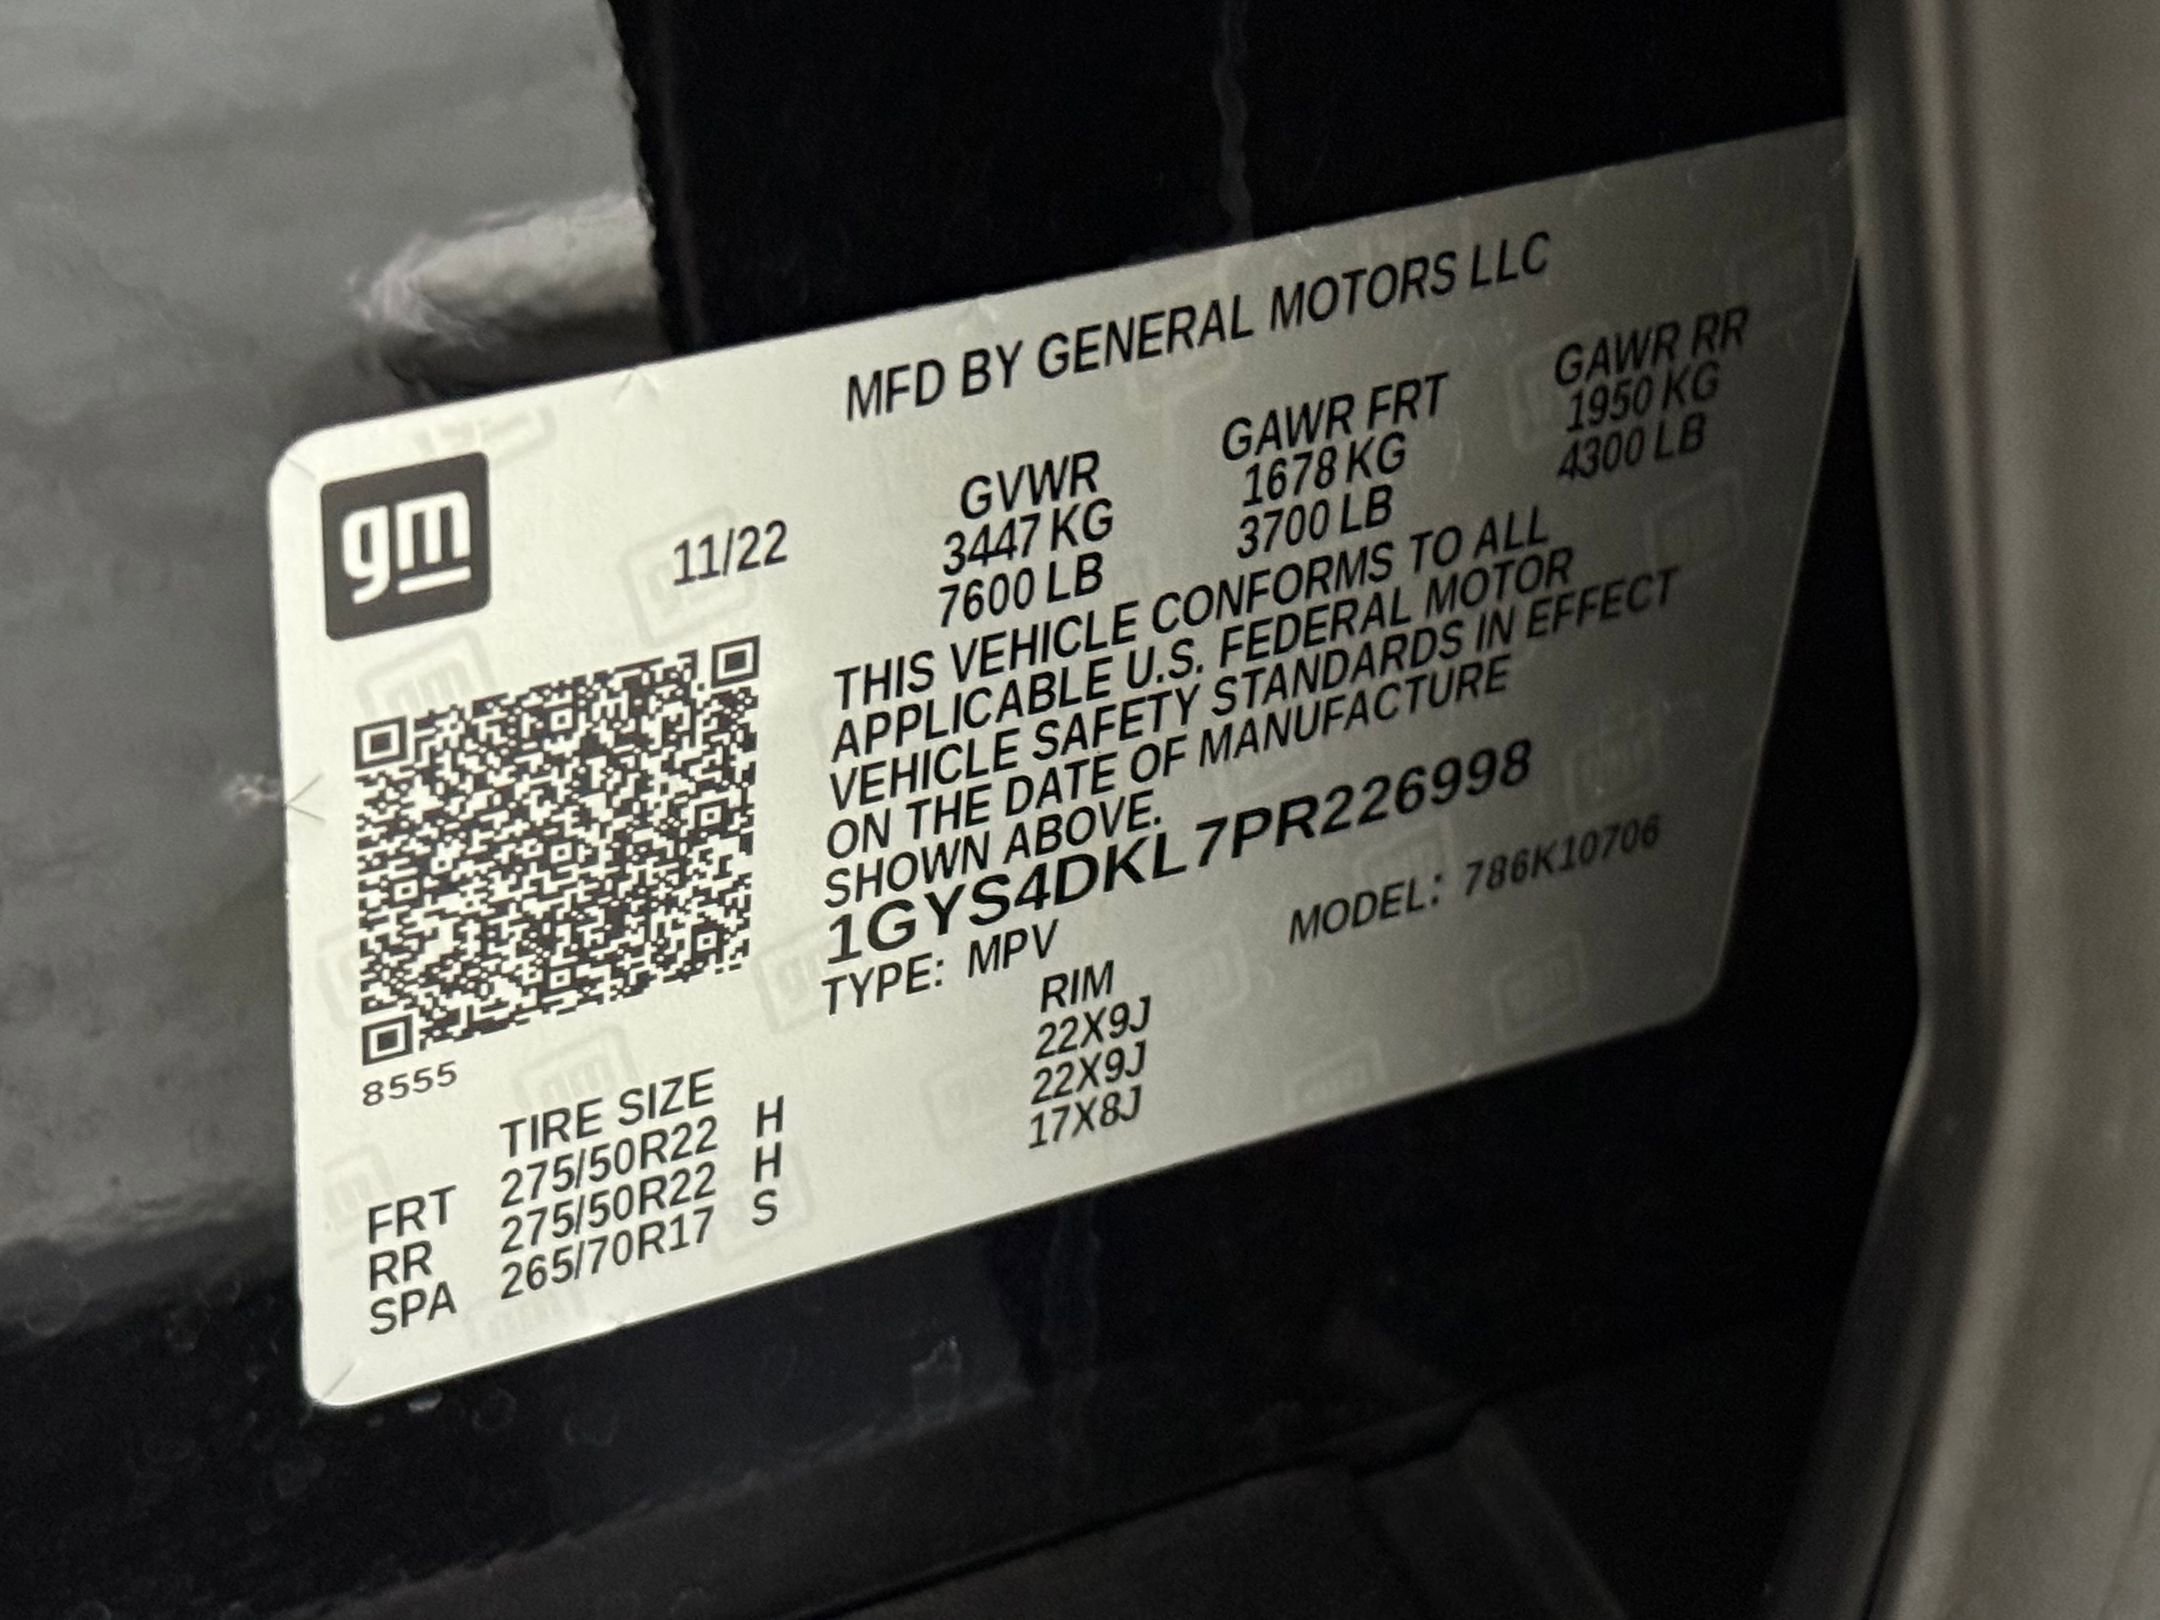 MFD BY GENERAL MOTORS LLC
gm
11/22
GVWR GAWR FRT GAWR RR
3447 KG 1678 KG 1950 KG
7600 LB 3700 LB 4300 LB
THIS VEHICLE CONFORMS TO ALL
APPLICABLE U.S. FEDERAL MOTOR
VEHICLE SAFETY STANDARDS IN EFFECT
ON THE DATE OF MANUFACTURE
SHOWN ABOVE.
1GYS4DKL7PR226998
TYPE: MPV MODEL: 786K10706
8555
TIRE SIZE RIM
FRT 275/50R22 H 22X9J
RR 275/50R22 H 22X9J
SPA 265/70R17 S 17X8J